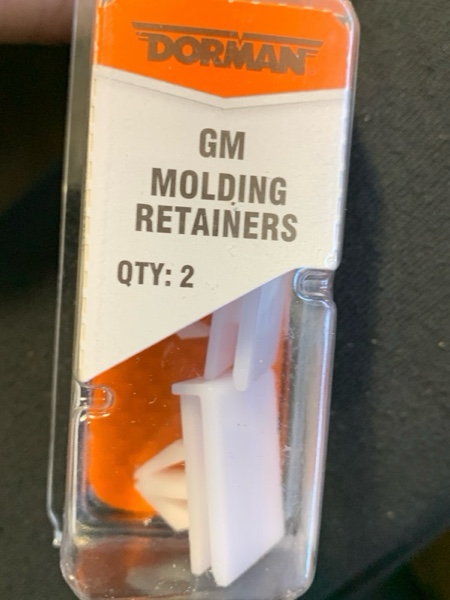 DORMAN
GM
MOLDING
RETAINERS
QTY: 2